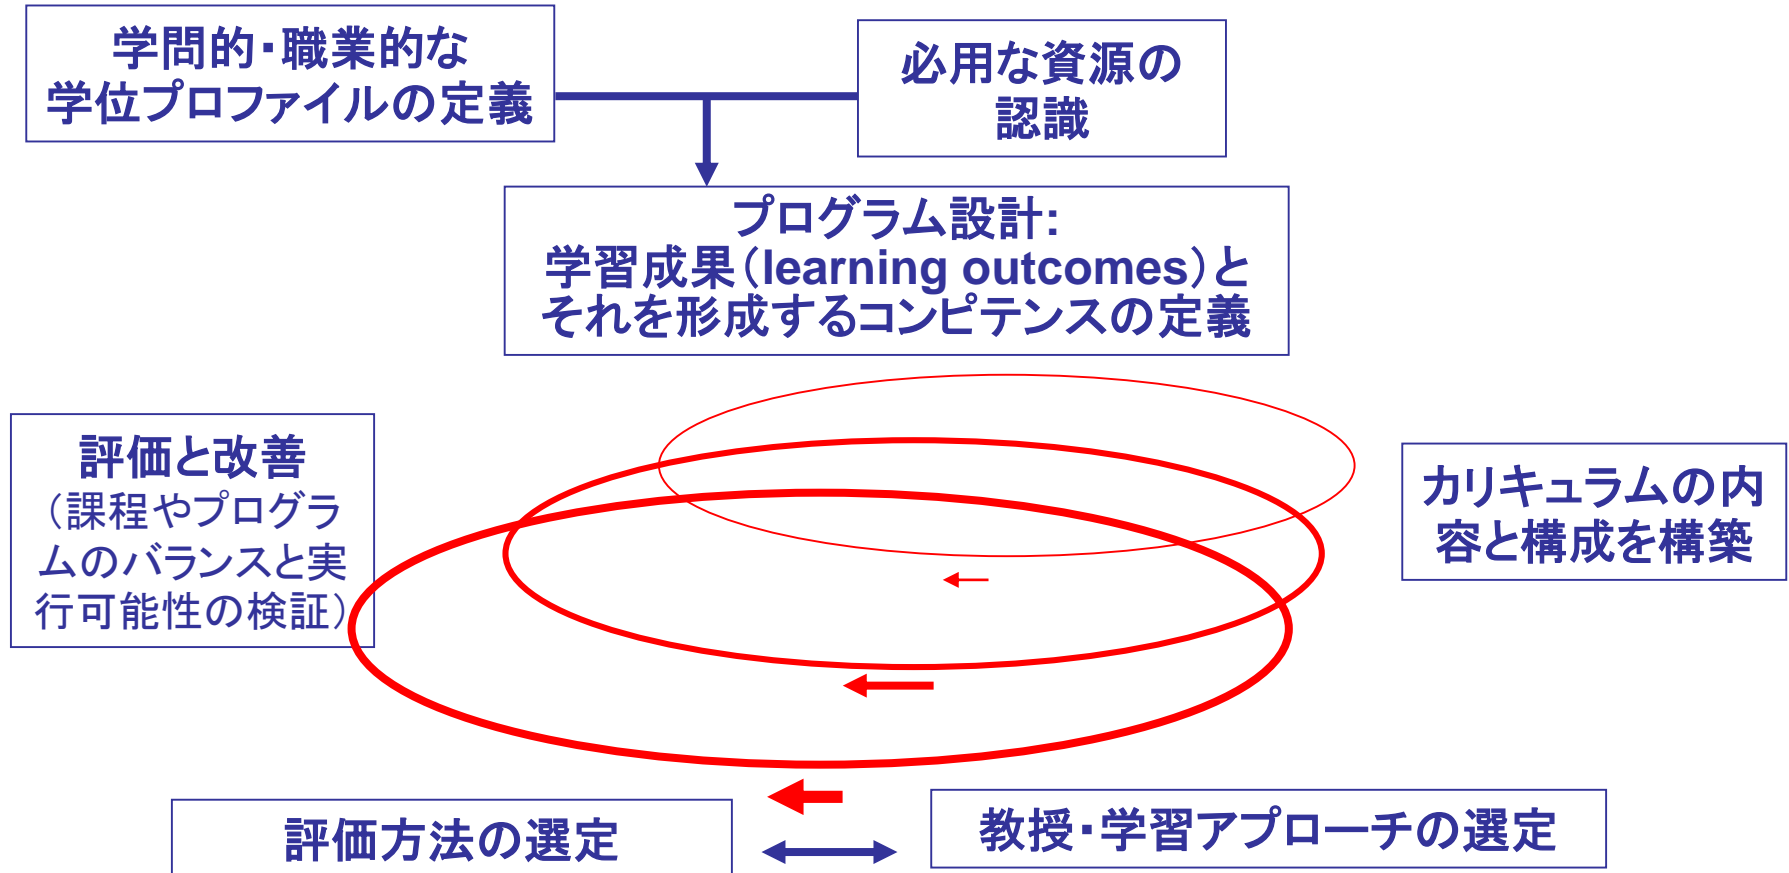 学問的・職業的な
学位プロファイルの定義
必用な資源の
認識
プログラム設計:
学習成果(learning outcomes)と
それを形成するコンピテンスの定義
評価と改善
(課程やプログラ
ムのバランスと実
行可能性の検証)
カリキュラムの内
容と構成を構築
評価方法の選定
教授・学習アプローチの選定